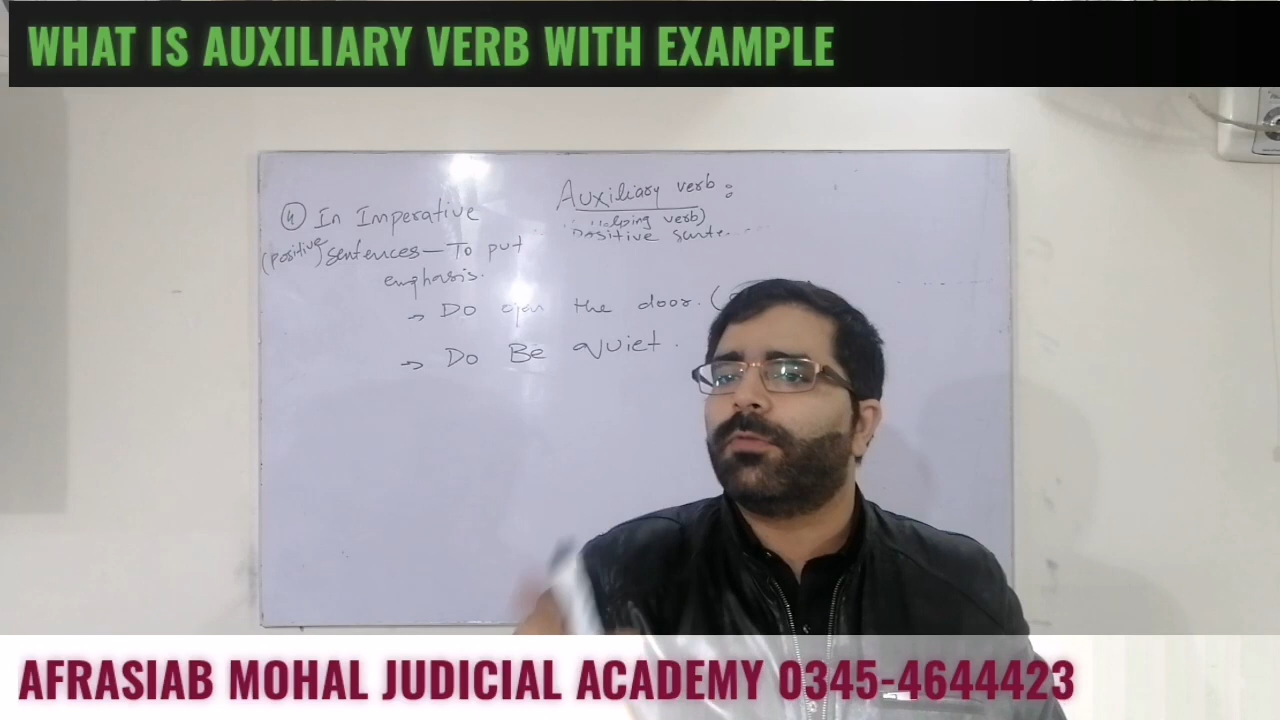 WHAT IS AUXILIARY VERB WITH EXAMPLE
Auxiliary verb :
(Helping verb)
Positive sente...
④ In Imperative
(positive) sentences — To put
emphasis.
→ Do open the door. (
→ Do Be quiet .
AFRASIAB MOHAL JUDICIAL ACADEMY 0345-4644423